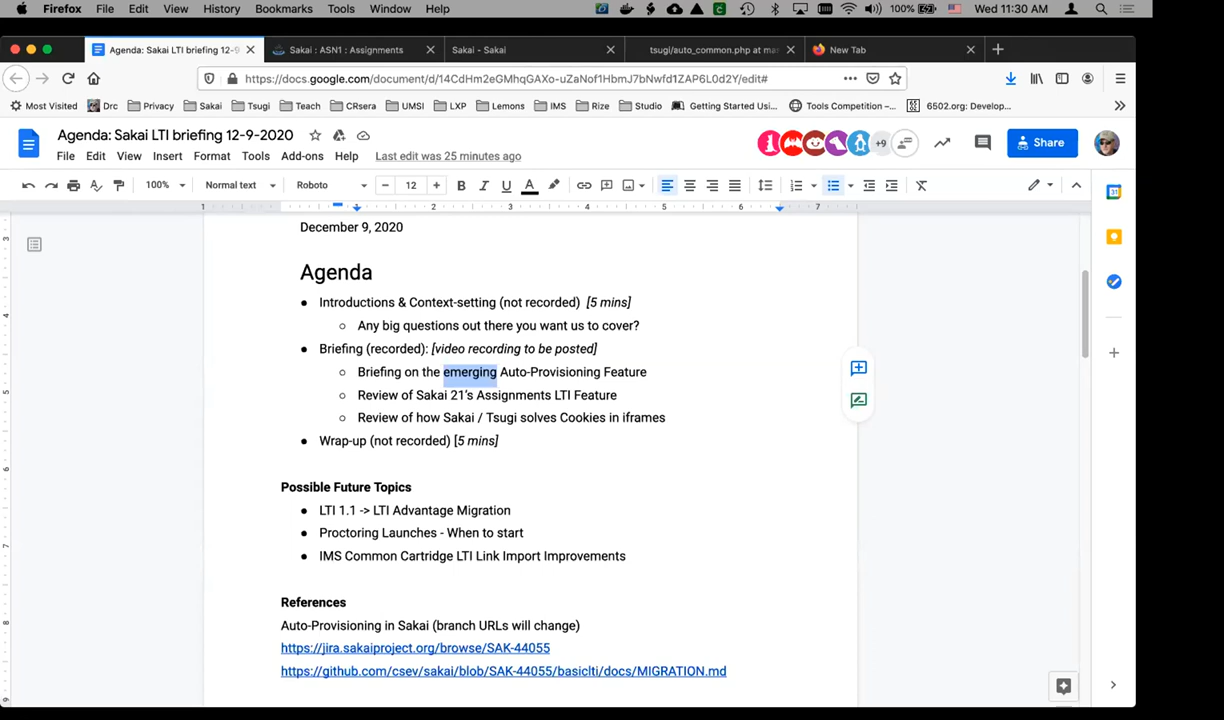 Firefox File Edit View History Bookmarks Tools Window Help 100% Wed 11:30 AM
Agenda: Sakai LTI briefing 12-9 Sakai : ASN1 : Assignments Sakai - Sakai tsugi/auto_common.php at mas New Tab
https://docs.google.com/document/d/14CdHm2eGMhqGAXo-uZaNof1HbmJ7bNwfd1ZAP6L0d2Y/edit#
Most Visited Drc Privacy Sakai Tsugi Teach CRsera UMSI LXP Lemons IMS Rize Studio Getting Started Usi... Tools Competition -... 6502.org: Develop...
Agenda: Sakai LTI briefing 12-9-2020
+9 Share
File Edit View Insert Format Tools Add-ons Help Last edit was 25 minutes ago
100% Normal text Roboto 12 B I U A
1 1 2 3 4 5 6 7
December 9, 2020
Agenda
● Introductions & Context-setting (not recorded) [5 mins]
○ Any big questions out there you want us to cover?
● Briefing (recorded): [video recording to be posted]
○ Briefing on the emerging Auto-Provisioning Feature
○ Review of Sakai 21's Assignments LTI Feature
○ Review of how Sakai / Tsugi solves Cookies in iframes
● Wrap-up (not recorded) [5 mins]
Possible Future Topics
● LTI 1.1 -> LTI Advantage Migration
● Proctoring Launches - When to start
● IMS Common Cartridge LTI Link Import Improvements
References
Auto-Provisioning in Sakai (branch URLs will change)
https://jira.sakaiproject.org/browse/SAK-44055
https://github.com/csev/sakai/blob/SAK-44055/basiclti/docs/MIGRATION.md